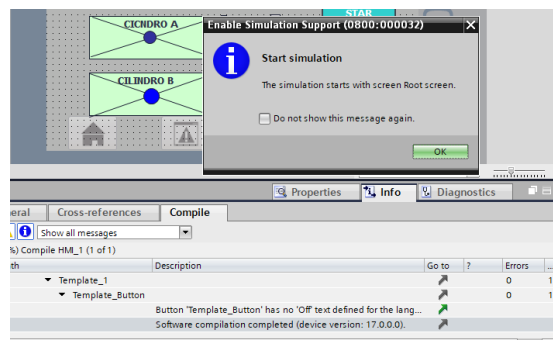 STAR
CICNDRO A
Enable Simulation Support (0800:000032)
Start simulation
The simulation starts with screen Root screen.
CILINDRO B
Do not show this message again.
OK
Properties
Info
Diagnostics
Cross-references
Compile
Show all messages
Compile HMI_1 (1 of 1)
Description
Go to
?
Errors
...
Template_1
0
1
Template_Button
0
1
Button 'Template_Button' has no 'Off' text defined for the lang...
Software compilation completed (device version: 17.0.0.0).